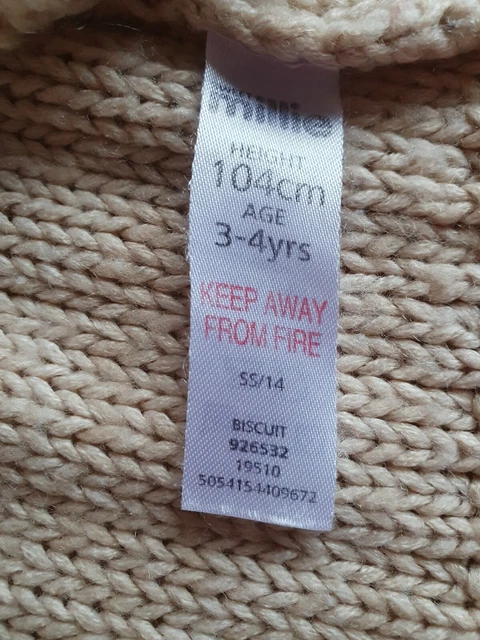 millie
HEIGHT
104cm
AGE
3-4yrs
KEEP AWAY
FROM FIRE
SS/14
BISCUIT
926532
19510
5054154409672